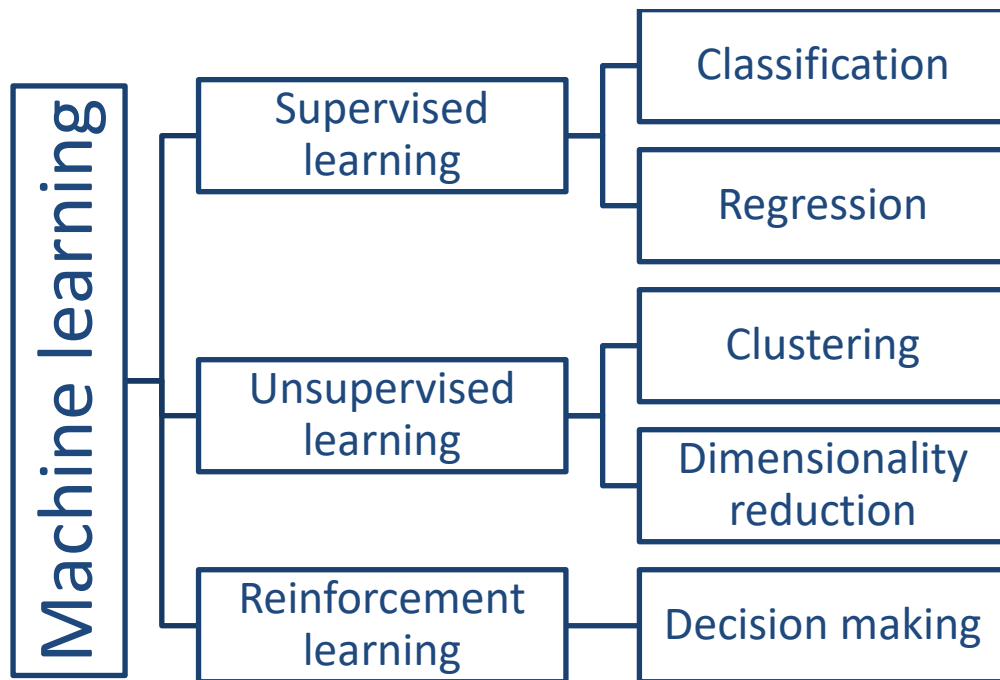 Machine learning
Supervised
learning
Classification
Regression
Unsupervised
learning
Clustering
Dimensionality
reduction
Reinforcement
learning
Decision making